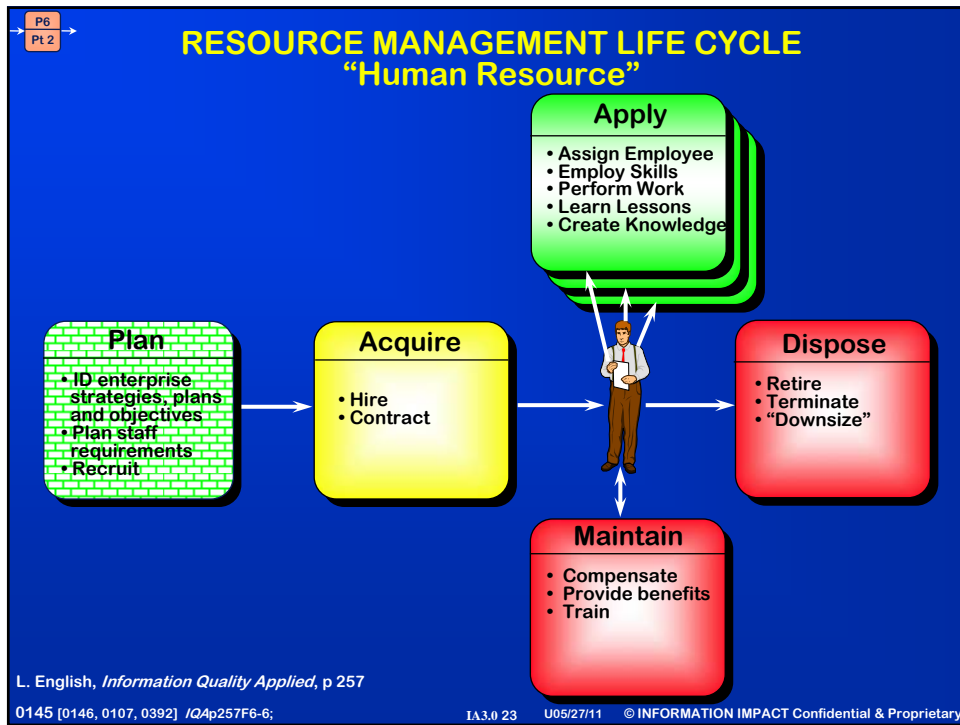 P6
Pt 2
RESOURCE MANAGEMENT LIFE CYCLE
“Human Resource”
Apply
• Assign Employee
• Employ Skills
• Perform Work
• Learn Lessons
• Create Knowledge
Plan
• ID enterprise
strategies, plans
and objectives
• Plan staff
requirements
• Recruit
Acquire
• Hire
• Contract
Dispose
• Retire
• Terminate
• “Downsize”
Maintain
• Compensate
• Provide benefits
• Train
L. English, Information Quality Applied, p 257
0145 [0146, 0107, 0392] IQAp257F6-6; IA3.0 23 U05/27/11 © INFORMATION IMPACT Confidential & Proprietary